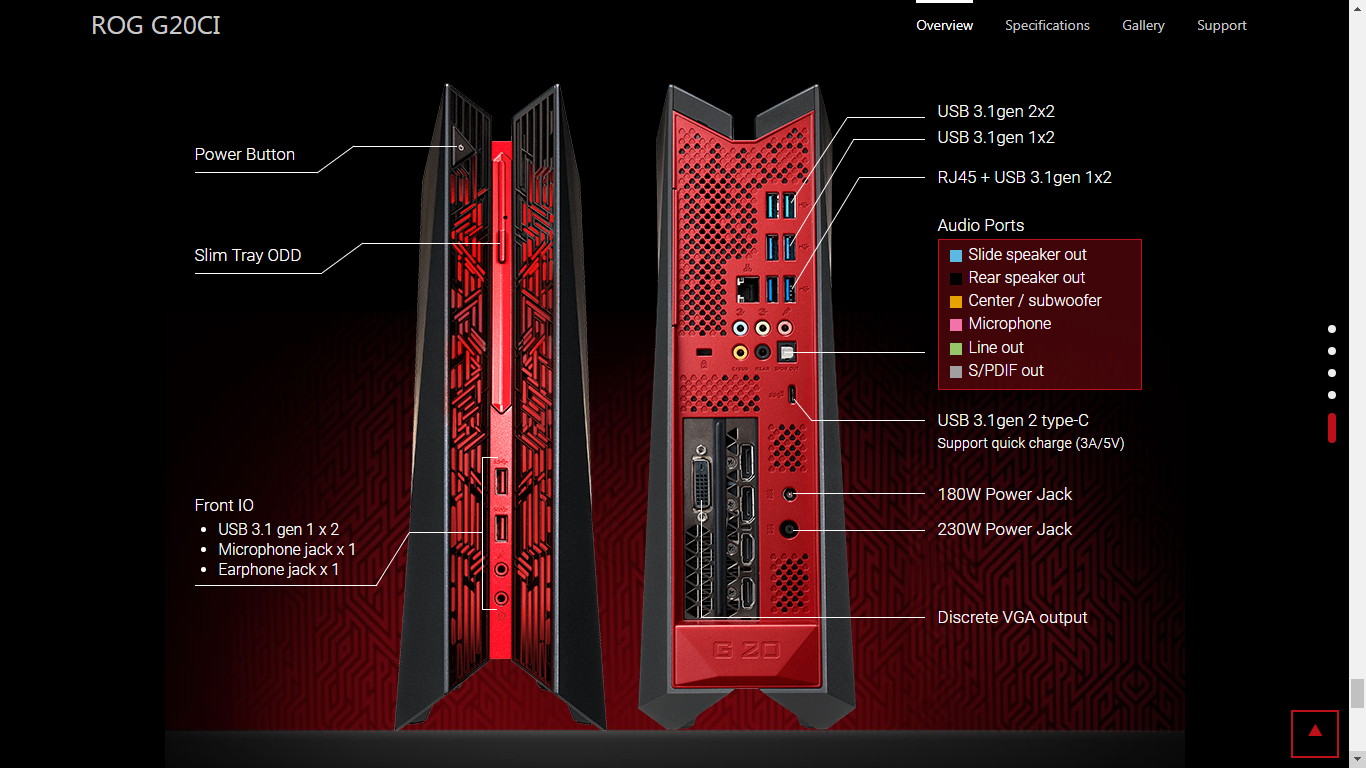 ROG G20CI
Overview
Specifications
Gallery
Support
Power Button
Slim Tray ODD
Front IO
• USB 3.1 gen 1 x 2
• Microphone jack x 1
• Earphone jack x 1
USB 3.1gen 2x2
USB 3.1gen 1x2
RJ45 + USB 3.1gen 1x2
Audio Ports
Slide speaker out
Rear speaker out
Center / subwoofer
Microphone
Line out
S/PDIF out
USB 3.1gen 2 type-C
Support quick charge (3A/5V)
180W Power Jack
230W Power Jack
Discrete VGA output
G20